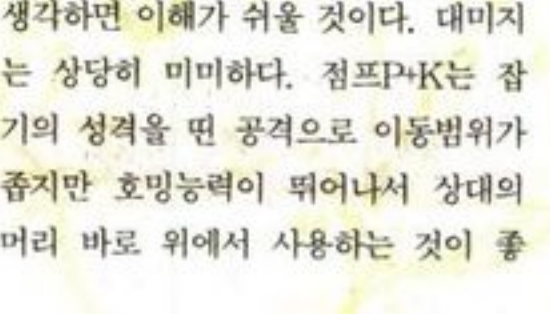 생각하면 이해가 쉬울 것이다. 대미지
는 상당히 미미하다. 점프P+K는 잡
기의 성격을 띤 공격으로 이동범위가
좁지만 호밍능력이 뛰어나서 상대의
머리 바로 위에서 사용하는 것이 좋